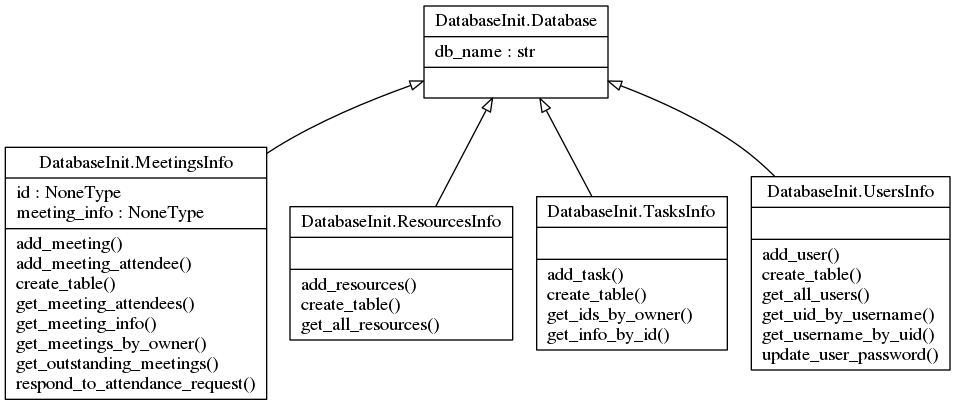 DatabaseInit.Database
db_name : str
DatabaseInit.MeetingsInfo
id : NoneType
meeting_info : NoneType
add_meeting()
add_meeting_attendee()
create_table()
get_meeting_attendees()
get_meeting_info()
get_meetings_by_owner()
get_outstanding_meetings()
respond_to_attendance_request()
DatabaseInit.ResourcesInfo
add_resources()
create_table()
get_all_resources()
DatabaseInit.TasksInfo
add_task()
create_table()
get_ids_by_owner()
get_info_by_id()
DatabaseInit.UsersInfo
add_user()
create_table()
get_all_users()
get_uid_by_username()
get_username_by_uid()
update_user_password()